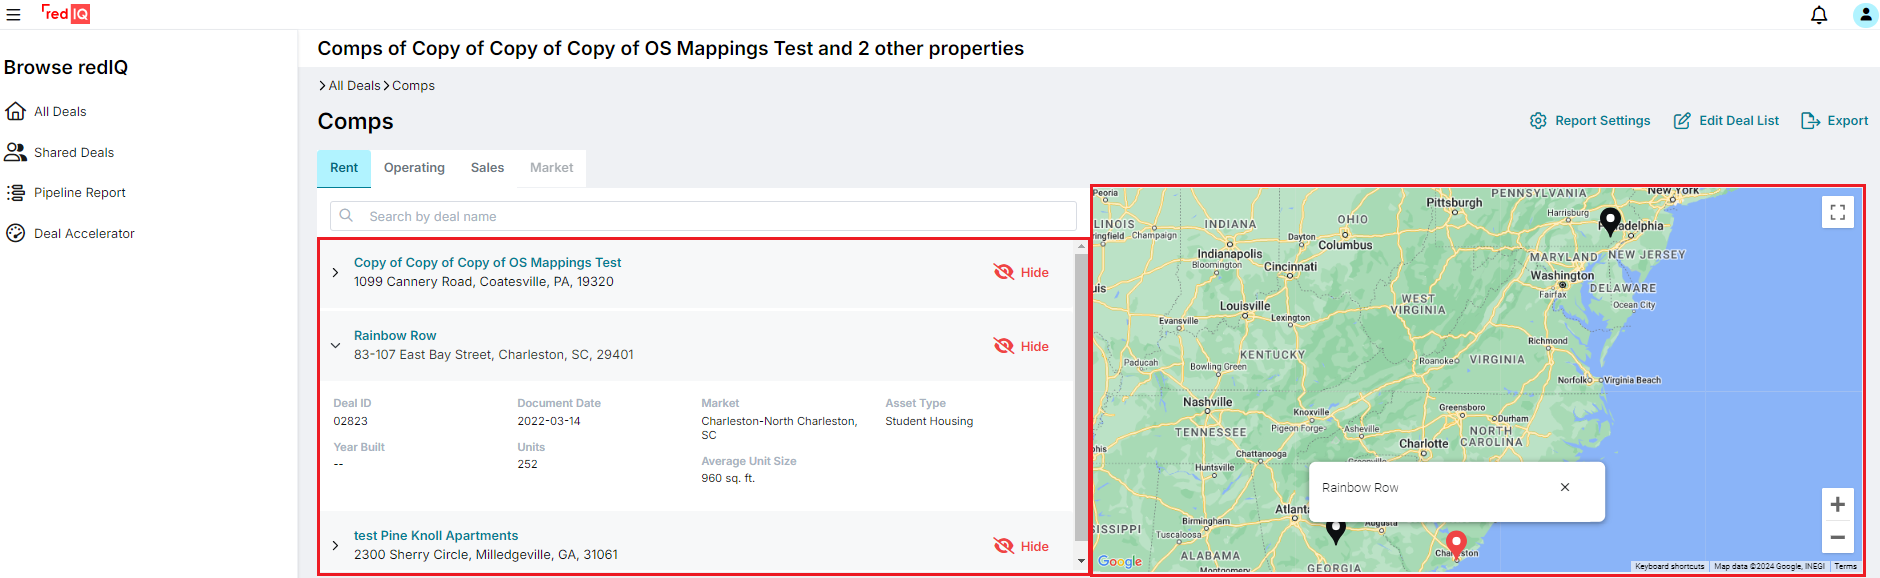 red IQ
Comps of Copy of Copy of Copy of OS Mappings Test and 2 other properties
Browse redIQ
All Deals
Shared Deals
Pipeline Report
Deal Accelerator
All Deals Comps
Comps
Report Settings
Edit Deal List
Export
Rent Operating Sales Market
Search by deal name
Copy of Copy of Copy of OS Mappings Test
1099 Cannery Road, Coatesville, PA, 19320
Hide
Rainbow Row
83-107 East Bay Street, Charleston, SC, 29401
Hide
Deal ID
02823
Document Date
2022-03-14
Market
Charleston-North Charleston,
SC
Asset Type
Student Housing
Year Built
--
Units
252
Average Unit Size
960 sq. ft.
test Pine Knoll Apartments
2300 Sherry Circle, Milledgeville, GA, 31061
Hide
Peoria
PENNSYLVANIA
New York
Pittsburgh
Harrisburg
OHIO
INDIANA
LINOIS
ringfield
Champaign
Dayton
Columbus
adelphia
Indianapolis
Bloomington
Cincinnati
MARYLAND
NEW JERSEY
Washington
Fairfax
DELAWARE
Ocean City
uis
WEST
VIRGINIA
Louisville
Evansville
Lexington
Richmond
KENTUCKY
Paducah
Bowling Green
Roanoke
VIRGINIA
Norfolk
Virginia Beach
Nashville
Knoxville
Greensboro
Durham
TENNESSEE
Pigeon Forge
Asheville
NORTH
CAROLINA
phis
Charlotte
Chattanooga
Huntsville
Greenville
Rainbow Row
Atlanta
Birmingham
Augusta
SISSIPPI
Tuscaloosa
ALABAMA
Charleston
Montgomery
GEORGIA
Google
Keyboard shortcuts
Map data ©2024 Google, INEGI
Terms